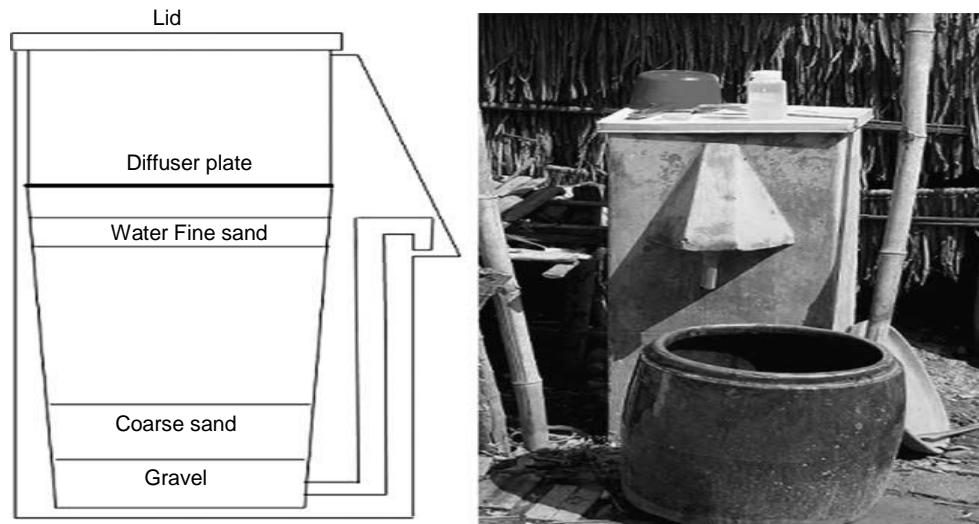 Lid
Diffuser plate
Water Fine sand
Coarse sand
Gravel